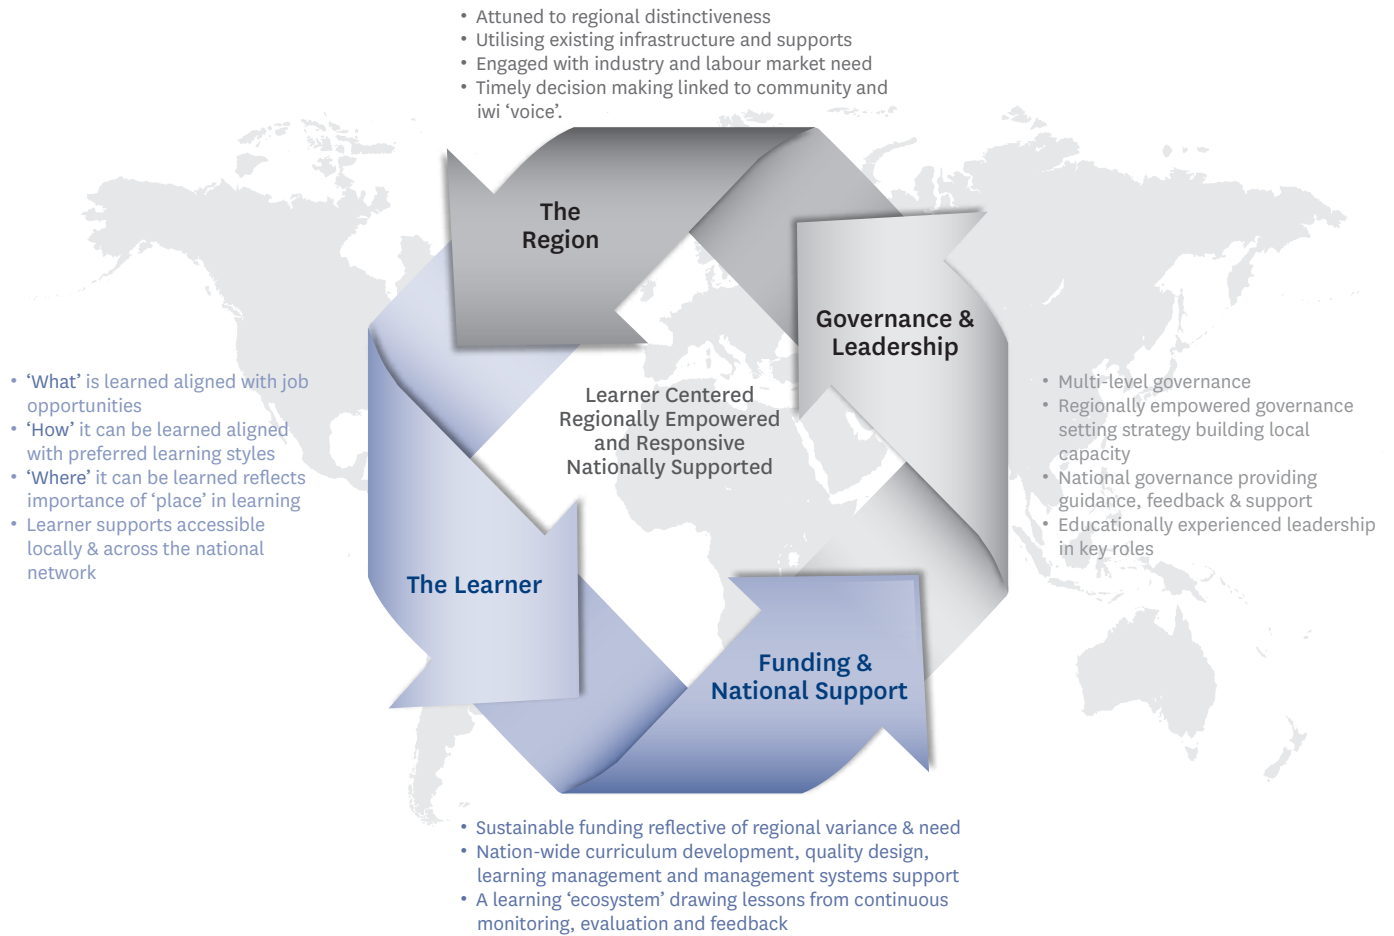 • Attuned to regional distinctiveness
• Utilising existing infrastructure and supports
• Engaged with industry and labour market need
• Timely decision making linked to community and
iwi ‘voice’.
The
Region
Governance &
Leadership
Learner Centered
Regionally Empowered
and Responsive
Nationally Supported
• ‘What’ is learned aligned with job
opportunities
• ‘How’ it can be learned aligned
with preferred learning styles
• ‘Where’ it can be learned reflects
importance of ‘place’ in learning
• Learner supports accessible
locally & across the national
network
• Multi-level governance
• Regionally empowered governance
setting strategy building local
capacity
• National governance providing
guidance, feedback & support
• Educationally experienced leadership
in key roles
The Learner
Funding &
National Support
• Sustainable funding reflective of regional variance & need
• Nation-wide curriculum development, quality design,
learning management and management systems support
• A learning ‘ecosystem’ drawing lessons from continuous
monitoring, evaluation and feedback